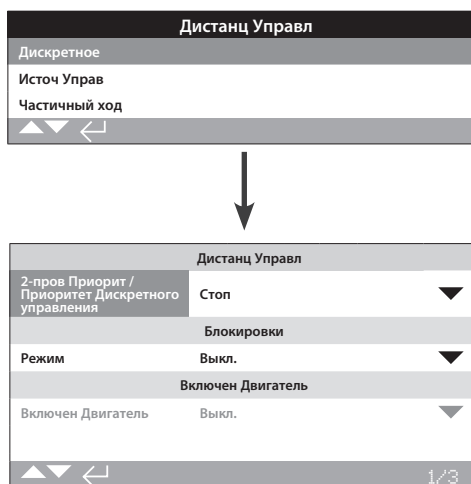 Дистанц Управл
Дискретное
Источ Управ
Частичный ход
Дистанц Управл
2-пров Приорит /
Приоритет Дискретного
управления
Стоп
Блокировки
Режим Выкл.
Включен Двигатель
Включен Двигатель Выкл.
1/3